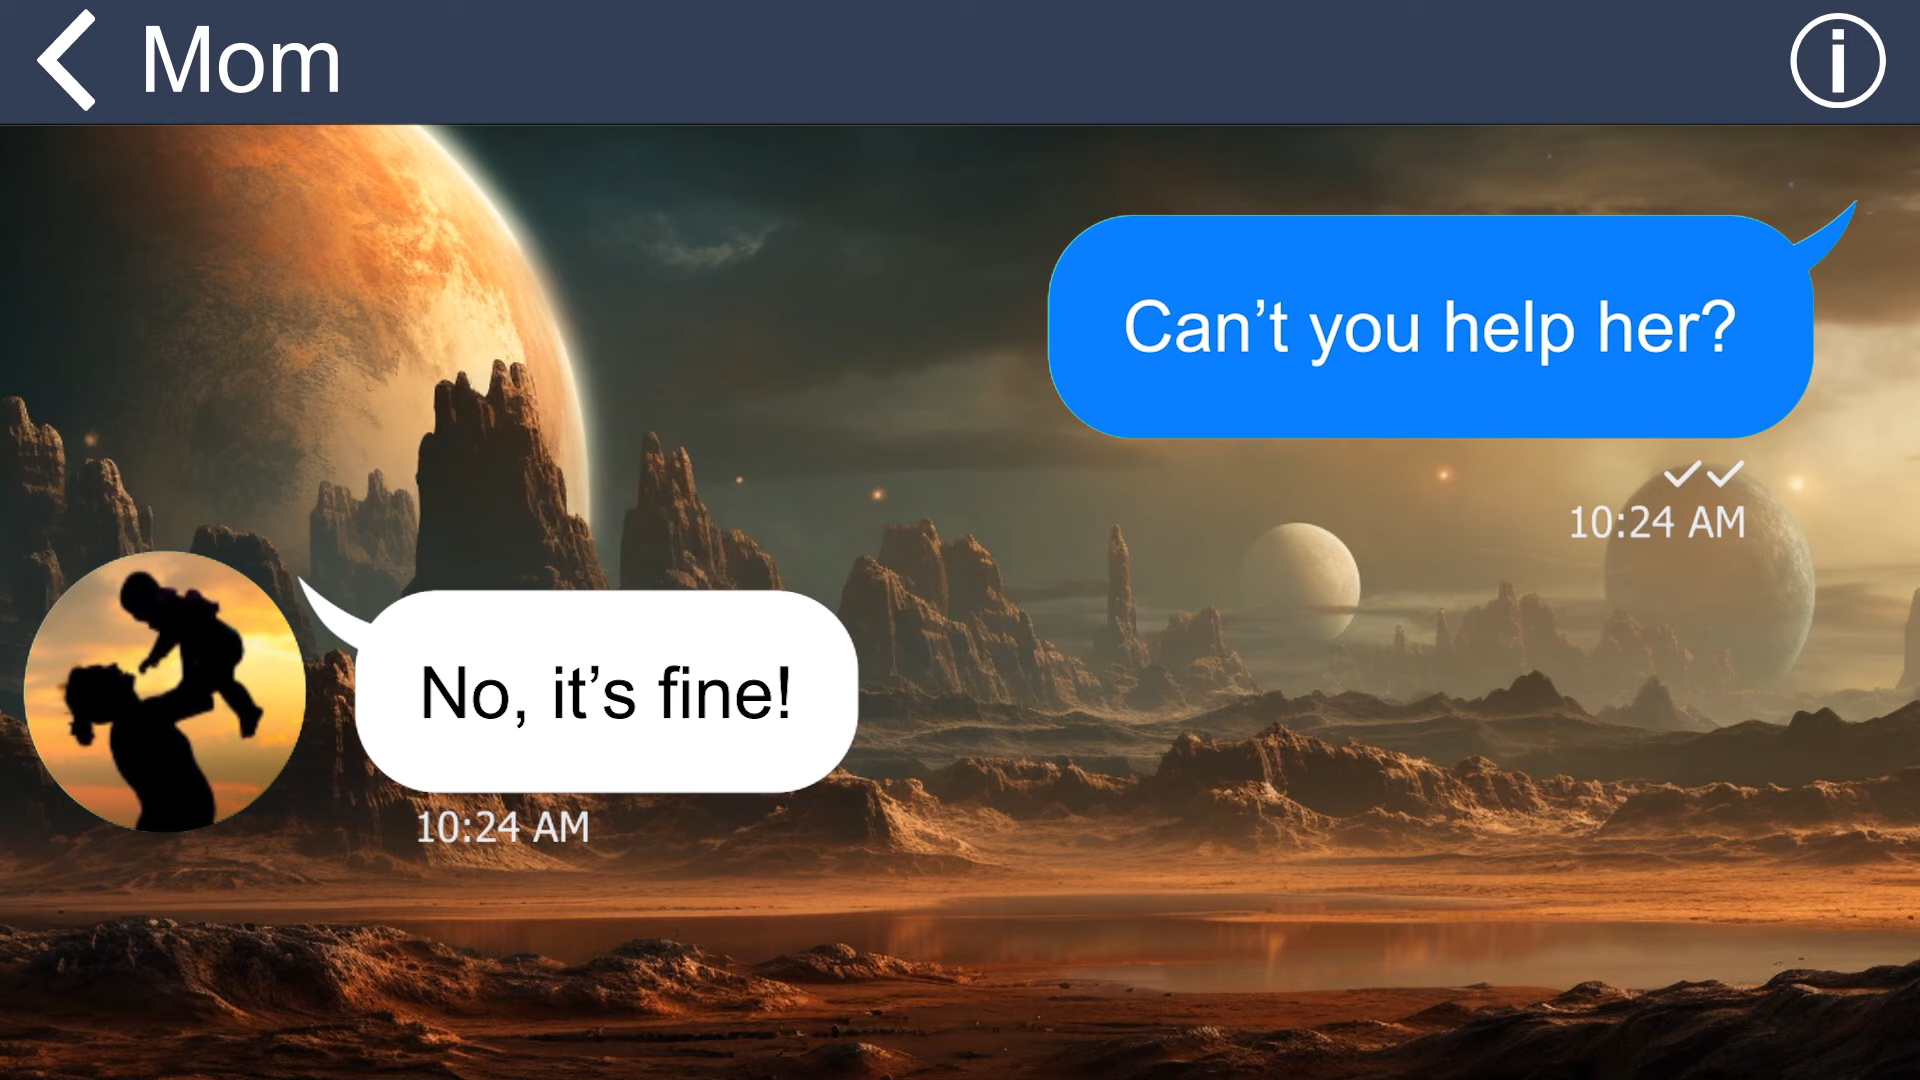 Mom
Can’t you help her?
10:24 AM
No, it’s fine!
10:24 AM